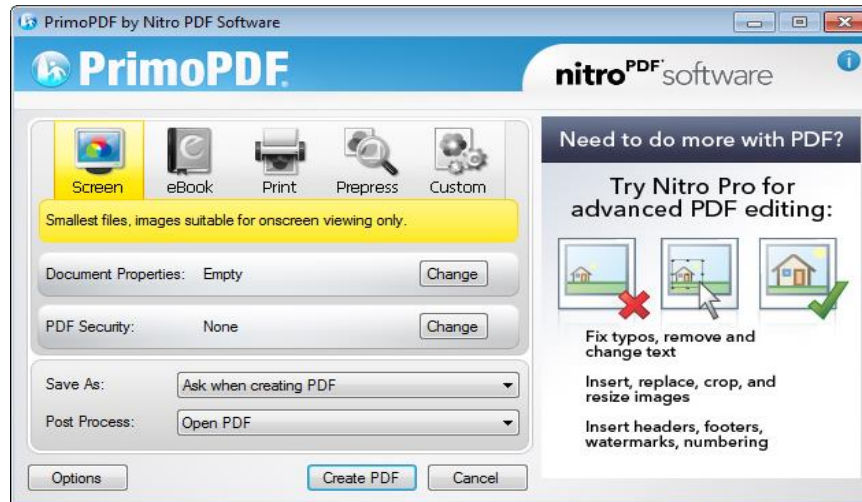 PrimoPDF by Nitro PDF Software
PrimoPDF
nitroPDF software
Screen eBook Print Prepress Custom
Smallest files, images suitable for onscreen viewing only.
Document Properties: Empty Change
PDF Security: None Change
Save As: Ask when creating PDF
Post Process: Open PDF
Options Create PDF Cancel
Need to do more with PDF?
Try Nitro Pro for
advanced PDF editing:
Fix typos, remove and
change text
Insert, replace, crop, and
resize images
Insert headers, footers,
watermarks, numbering